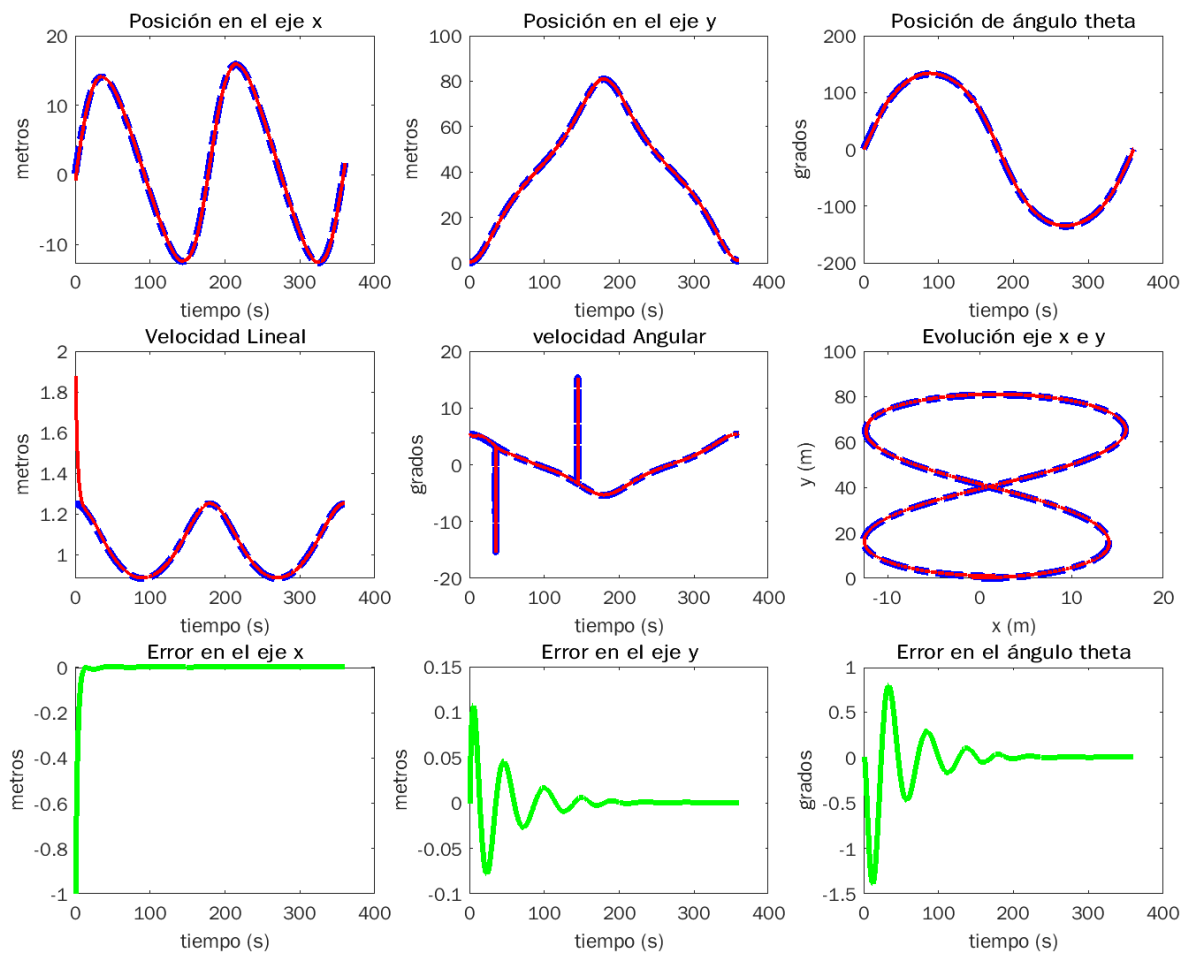 Posición en el eje x
20
10
0
-10
0 100 200 300 400
metros
tiempo (s)
Posición en el eje y
100
80
60
40
20
0
0 100 200 300 400
metros
tiempo (s)
Posición de ángulo theta
200
100
0
-100
-200
0 100 200 300 400
grados
tiempo (s)
Velocidad Lineal
2
1.8
1.6
1.4
1.2
1
0 100 200 300 400
metros
tiempo (s)
velocidad Angular
20
10
0
-10
-20
0 100 200 300 400
grados
tiempo (s)
Evolución eje x e y
100
80
60
40
20
0
-10 0 10 20
y (m)
x (m)
Error en el eje x
0
-0.2
-0.4
-0.6
-0.8
-1
0 100 200 300 400
metros
tiempo (s)
Error en el eje y
0.15
0.1
0.05
0
-0.05
-0.1
0 100 200 300 400
metros
tiempo (s)
Error en el ángulo theta
1
0.5
0
-0.5
-1
-1.5
0 100 200 300 400
grados
tiempo (s)